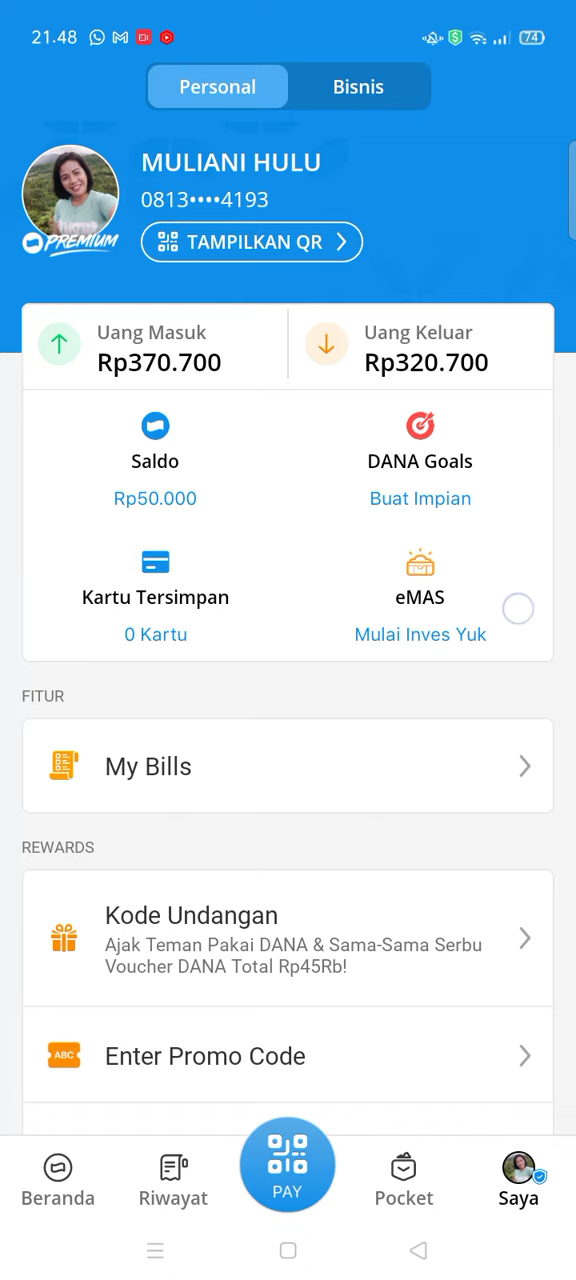 21.48
74
Personal Bisnis
MULIANI HULU
0813••••4193
PREMIUM
TAMPILKAN QR
Uang Masuk Uang Keluar
Rp370.700 Rp320.700
Saldo DANA Goals
Rp50.000 Buat Impian
Kartu Tersimpan eMAS
0 Kartu Mulai Inves Yuk
FITUR
My Bills
REWARDS
Kode Undangan
Ajak Teman Pakai DANA & Sama-Sama Serbu
Voucher DANA Total Rp45Rb!
ABC Enter Promo Code
PAY
Beranda Riwayat Pocket Saya